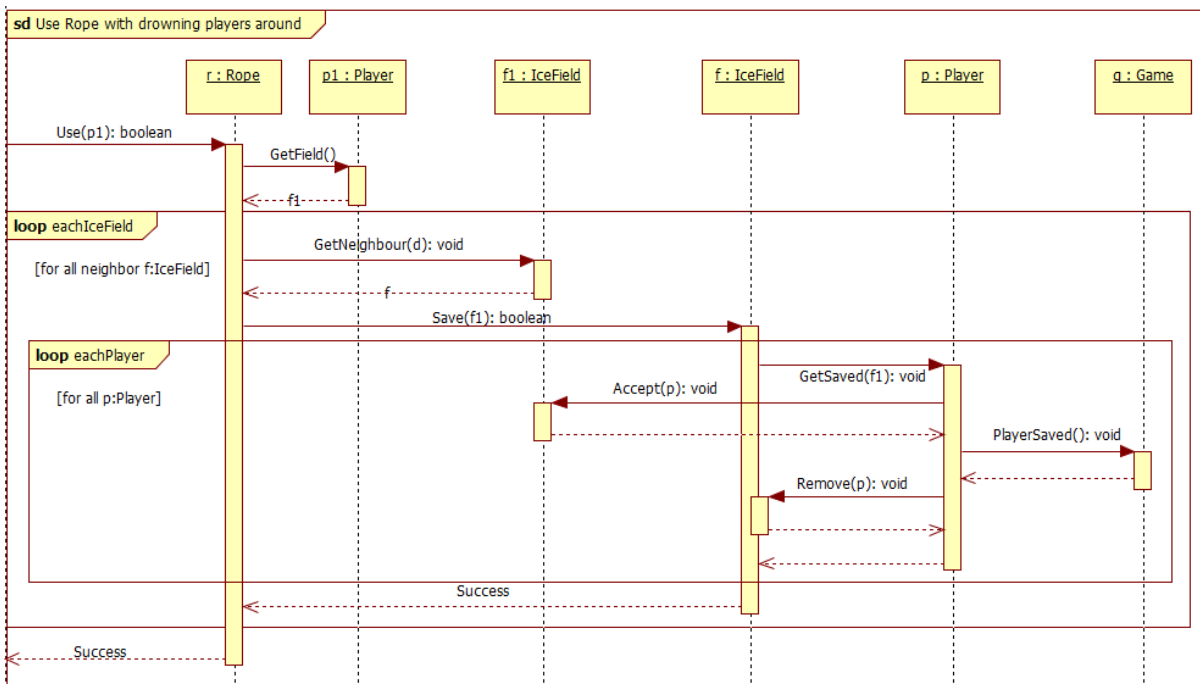 sd Use Rope with drowning players around
r : Rope
p1 : Player
f1 : IceField
f : IceField
p : Player
g : Game
Use(p1): boolean
GetField()
f1
loop eachIceField
GetNeighbour(d): void
[for all neighbor f:IceField]
f
Save(f1): boolean
loop eachPlayer
GetSaved(f1): void
Accept(p): void
[for all p:Player]
PlayerSaved(): void
Remove(p): void
Success
Success